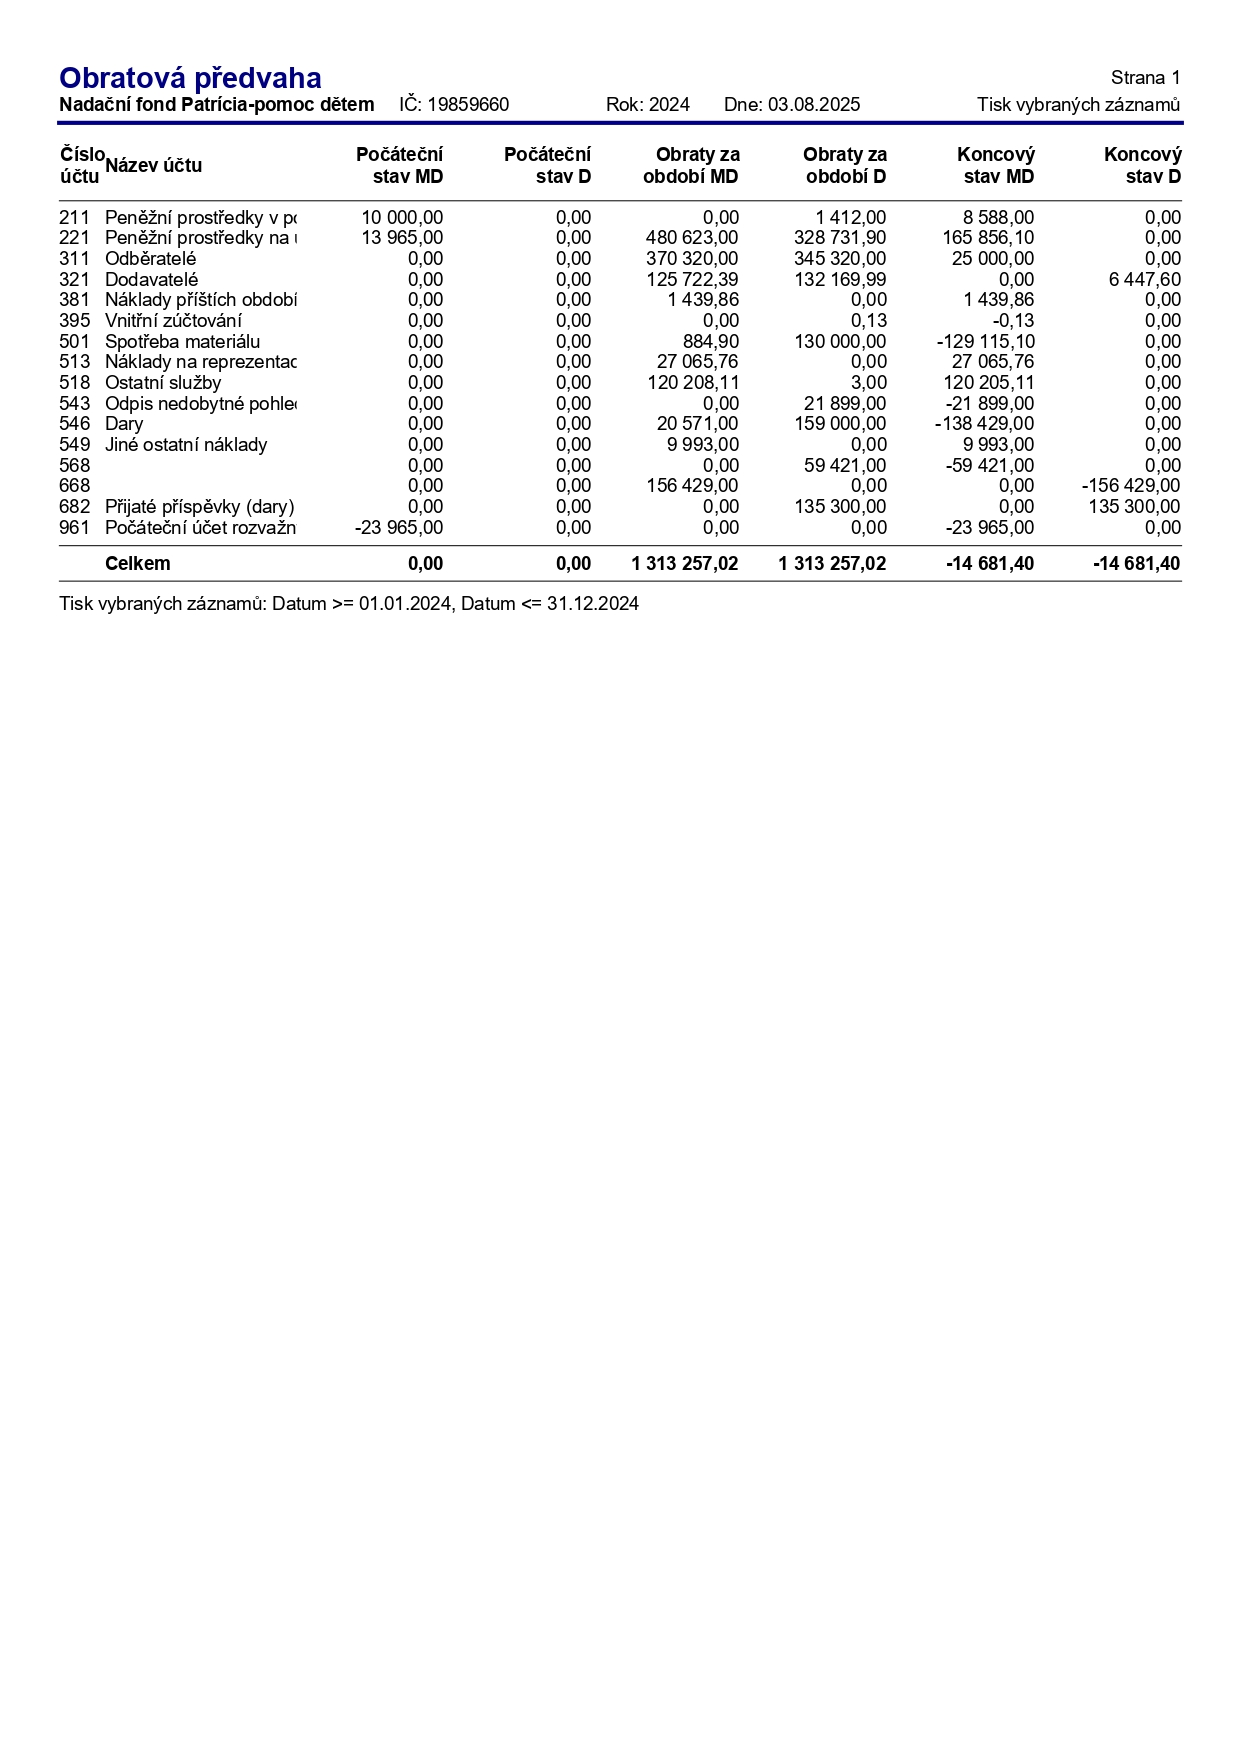 Obratová předvaha Strana 1
Nadační fond Patrícia-pomoc dětem IČ: 19859660 Rok: 2024 Dne: 03.08.2025 Tisk vybraných záznamů
Číslo účtu Název účtu Počáteční stav MD Počáteční stav D Obraty za období MD Obraty za období D Koncový stav MD Koncový stav D
211 Peněžní prostředky v po 10 000,00 0,00 0,00 1 412,00 8 588,00 0,00
221 Peněžní prostředky na 13 965,00 0,00 480 623,00 328 731,90 165 856,10 0,00
311 Odběratelé 0,00 0,00 370 320,00 345 320,00 25 000,00 0,00
321 Dodavatelé 0,00 0,00 125 722,39 132 169,99 0,00 6 447,60
381 Náklady příštích období 0,00 0,00 1 439,86 0,00 1 439,86 0,00
395 Vnitřní zúčtování 0,00 0,00 0,00 0,13 -0,13 0,00
501 Spotřeba materiálu 0,00 0,00 884,90 130 000,00 -129 115,10 0,00
513 Náklady na reprezentac 0,00 0,00 27 065,76 0,00 27 065,76 0,00
518 Ostatní služby 0,00 0,00 120 208,11 3,00 120 205,11 0,00
543 Odpis nedobytné pohled 0,00 0,00 0,00 21 899,00 -21 899,00 0,00
546 Dary 0,00 0,00 20 571,00 159 000,00 -138 429,00 0,00
549 Jiné ostatní náklady 0,00 0,00 9 993,00 0,00 9 993,00 0,00
568 0,00 0,00 0,00 59 421,00 -59 421,00 0,00
668 0,00 0,00 156 429,00 0,00 0,00 -156 429,00
682 Přijaté příspěvky (dary) 0,00 0,00 0,00 135 300,00 0,00 135 300,00
961 Počáteční účet rozvažn -23 965,00 0,00 0,00 0,00 -23 965,00 0,00
Celkem 0,00 0,00 1 313 257,02 1 313 257,02 -14 681,40 -14 681,40
Tisk vybraných záznamů: Datum >= 01.01.2024, Datum <= 31.12.2024